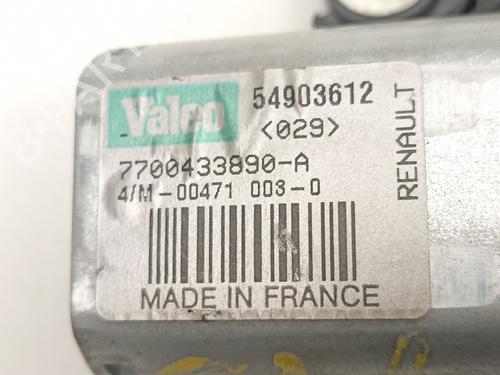 Valeo 54903612
<029>
7700433890-A
4/M-00471 003-0
MADE IN FRANCE
RENAULT